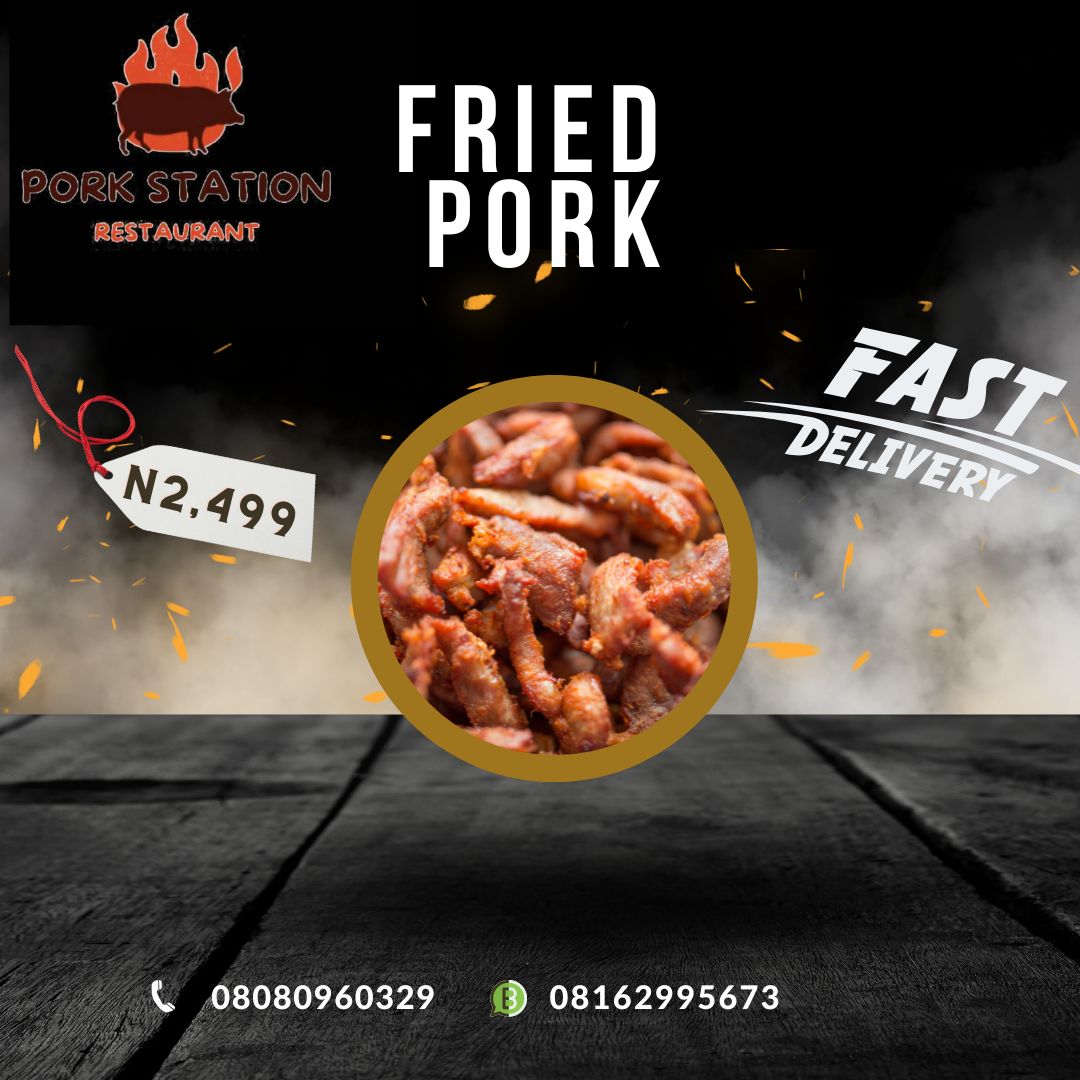 PORK STATION
RESTAURANT
FRIED
PORK
FAST
DELIVERY
N2,499
08080960329
08162995673